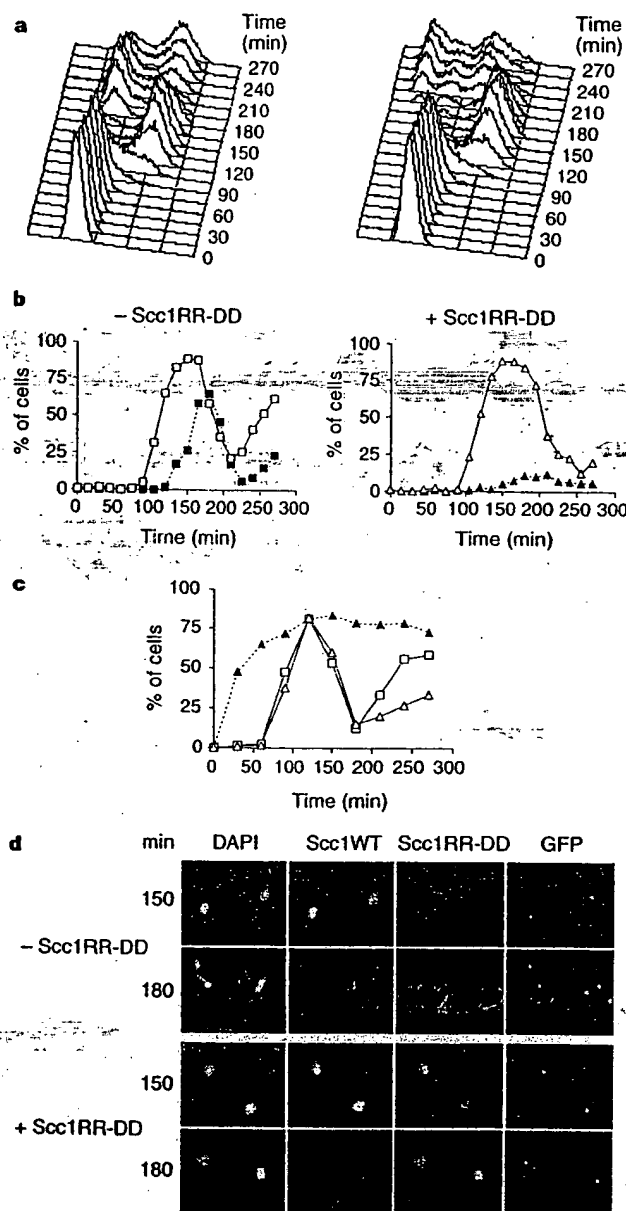 a
Time
(min)
270
240
210
180
150
120
90
60
30
0
Time
(min)
270
240
210
180
150
120
90
60
30
0
b
– Scc1RR-DD
% of cells
100
75
50
25
0
0 50 100 150 200 250 300
Time (min)
+ Scc1RR-DD
% of cells
100
75
50
25
0
0 50 100 150 200 250 300
Time (min)
c
% of cells
100
75
50
25
0
0 50 100 150 200 250 300
Time (min)
d
min DAPI Scc1WT Scc1RR-DD GFP
150
– Scc1RR-DD
180
150
+ Scc1RR-DD
180